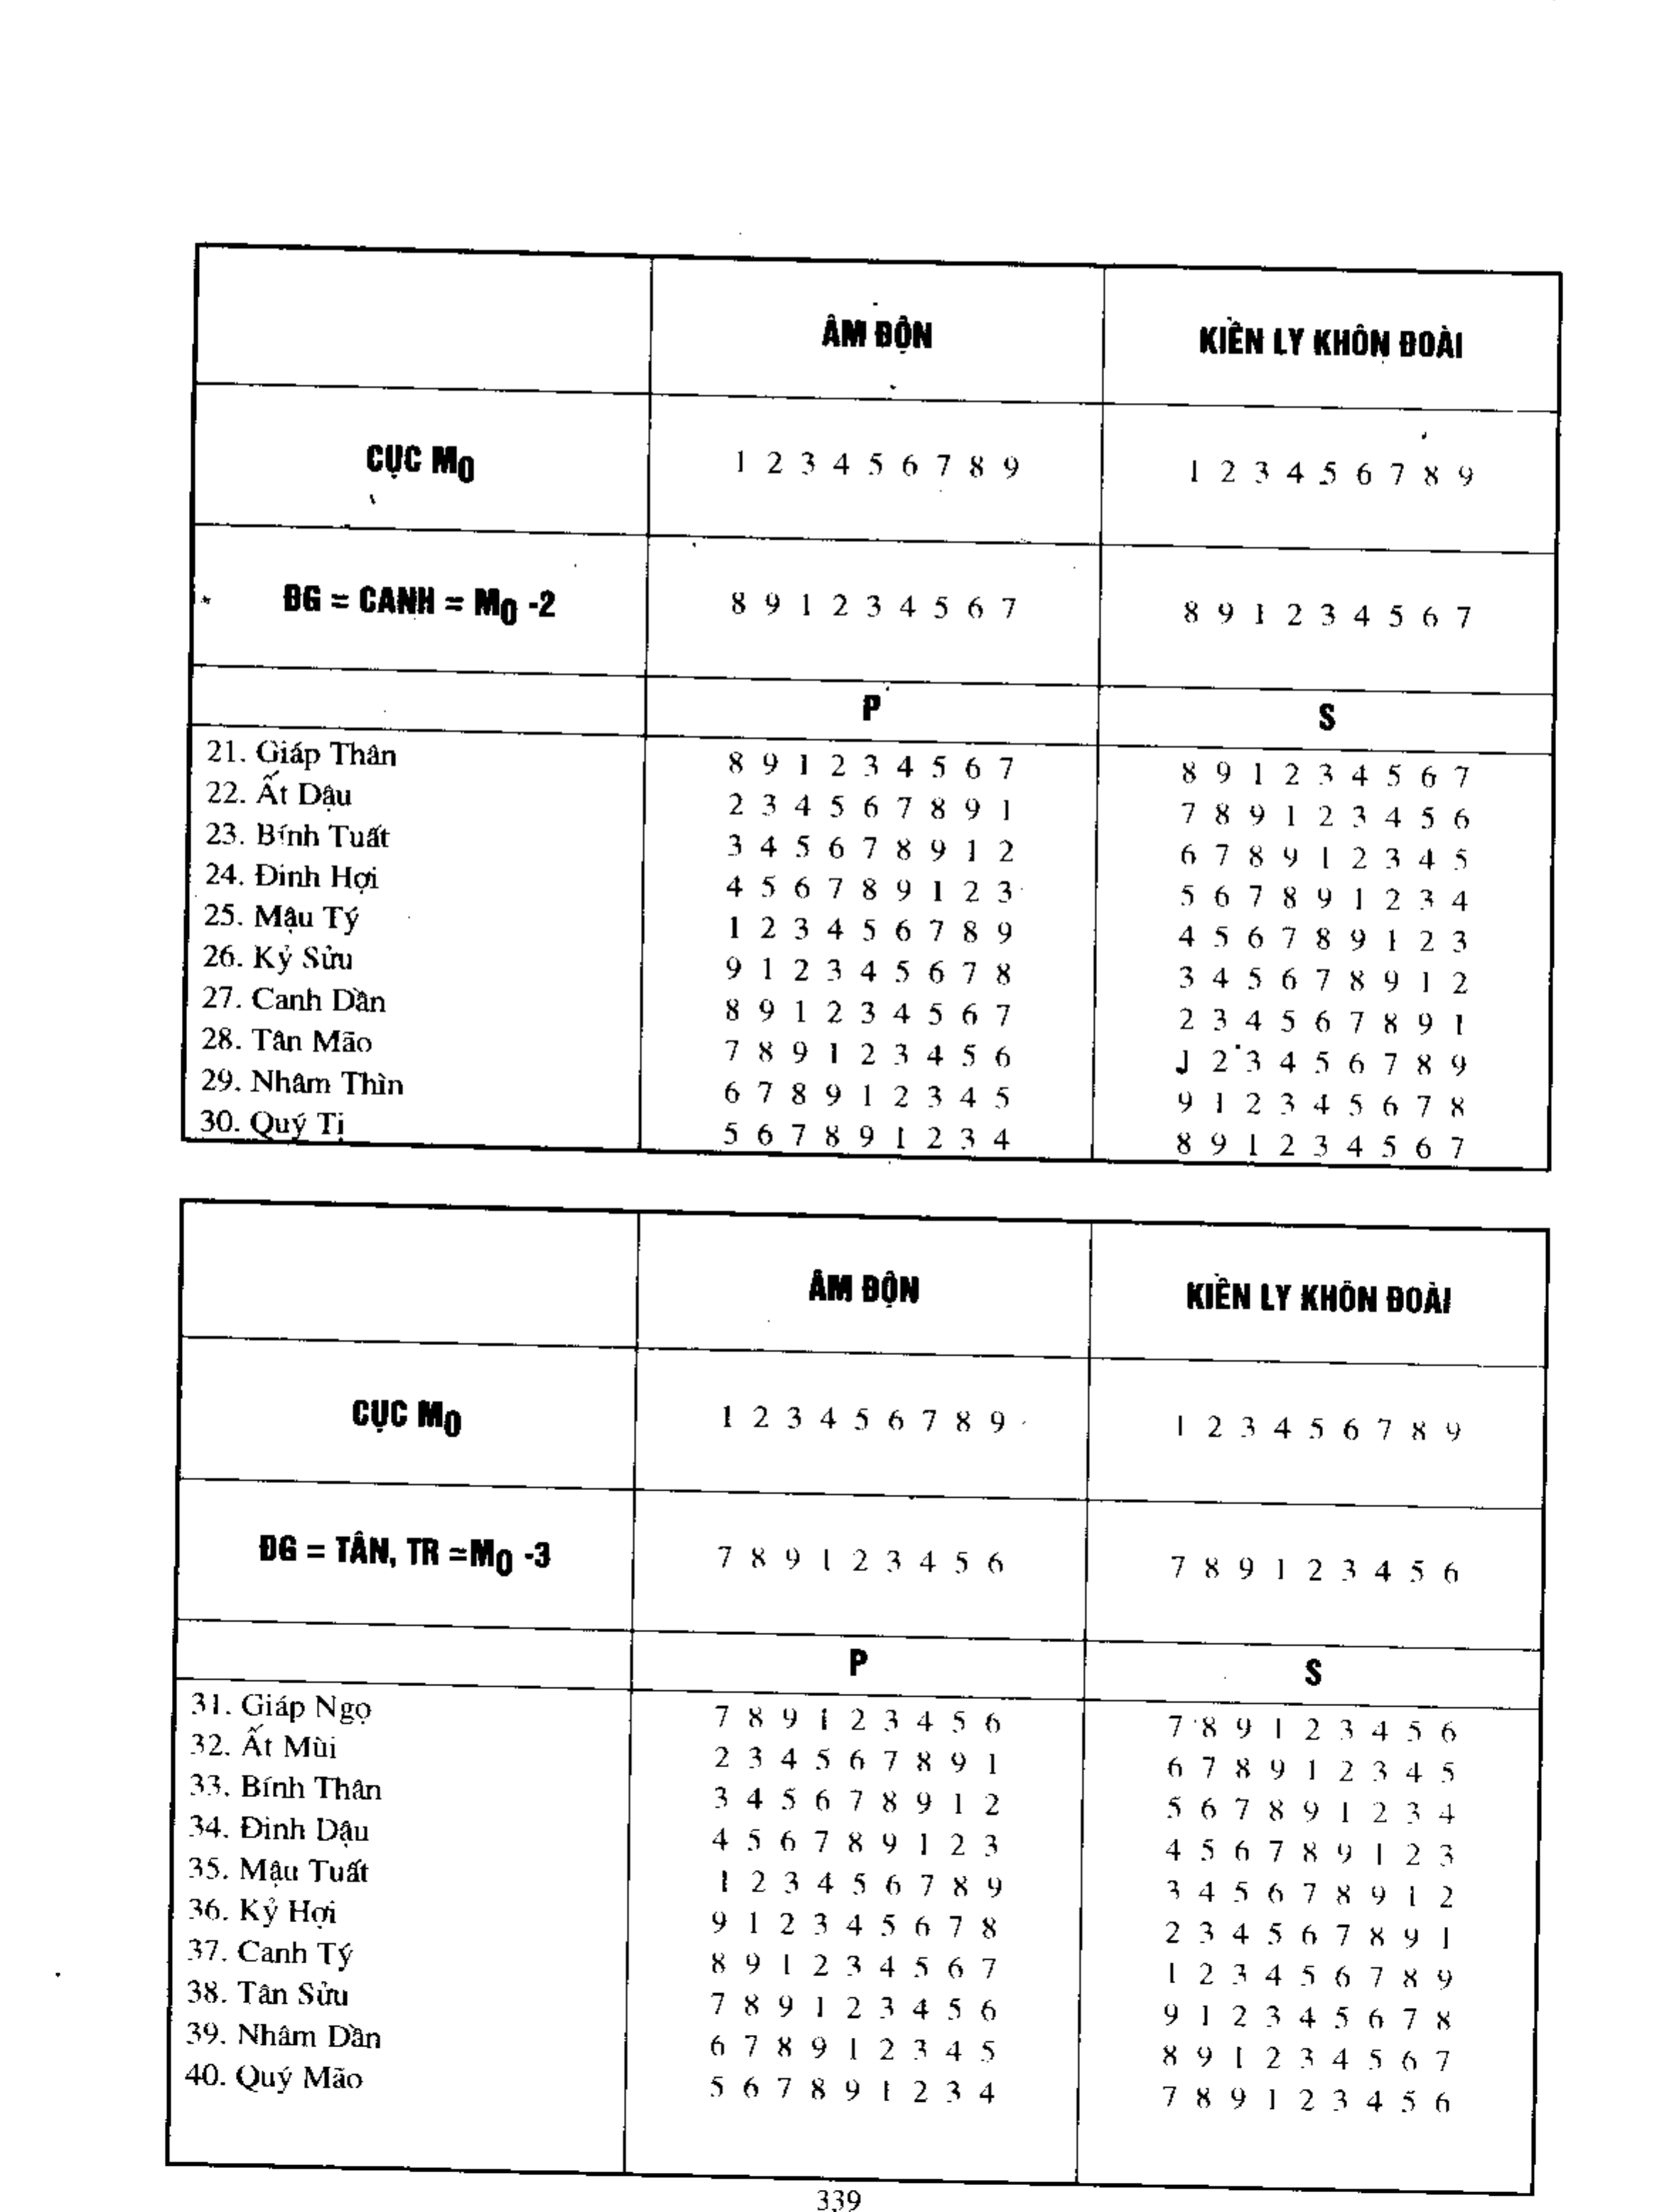 ÂM ĐỘN KIỀN LY KHÔN ĐOÀI
CỤC M0 1 2 3 4 5 6 7 8 9 1 2 3 4 5 6 7 8 9
ĐG = CANH = M0 -2 8 9 1 2 3 4 5 6 7 8 9 1 2 3 4 5 6 7
P S
21. Giáp Thân 8 9 1 2 3 4 5 6 7 8 9 1 2 3 4 5 6 7
22. Ất Dậu 2 3 4 5 6 7 8 9 1 7 8 9 1 2 3 4 5 6
23. Bính Tuất 3 4 5 6 7 8 9 1 2 6 7 8 9 1 2 3 4 5
24. Đinh Hợi 4 5 6 7 8 9 1 2 3 5 6 7 8 9 1 2 3 4
25. Mậu Tý 1 2 3 4 5 6 7 8 9 4 5 6 7 8 9 1 2 3
26. Kỷ Sửu 9 1 2 3 4 5 6 7 8 3 4 5 6 7 8 9 1 2
27. Canh Dần 8 9 1 2 3 4 5 6 7 2 3 4 5 6 7 8 9 1
28. Tân Mão 7 8 9 1 2 3 4 5 6 1 2 3 4 5 6 7 8 9
29. Nhâm Thìn 6 7 8 9 1 2 3 4 5 9 1 2 3 4 5 6 7 8
30. Quý Tị 5 6 7 8 9 1 2 3 4 8 9 1 2 3 4 5 6 7
ÂM ĐỘN KIỀN LY KHÔN ĐOÀI
CỤC M0 1 2 3 4 5 6 7 8 9 1 2 3 4 5 6 7 8 9
ĐG = TÂN, TR =M0 -3 7 8 9 1 2 3 4 5 6 7 8 9 1 2 3 4 5 6
P S
31. Giáp Ngọ 7 8 9 1 2 3 4 5 6 7 8 9 1 2 3 4 5 6
32. Ất Mùi 2 3 4 5 6 7 8 9 1 6 7 8 9 1 2 3 4 5
33. Bính Thân 3 4 5 6 7 8 9 1 2 5 6 7 8 9 1 2 3 4
34. Đinh Dậu 4 5 6 7 8 9 1 2 3 4 5 6 7 8 9 1 2 3
35. Mậu Tuất 1 2 3 4 5 6 7 8 9 3 4 5 6 7 8 9 1 2
36. Kỷ Hợi 9 1 2 3 4 5 6 7 8 2 3 4 5 6 7 8 9 1
37. Canh Tý 8 9 1 2 3 4 5 6 7 1 2 3 4 5 6 7 8 9
38. Tân Sửu 7 8 9 1 2 3 4 5 6 9 1 2 3 4 5 6 7 8
39. Nhâm Dần 6 7 8 9 1 2 3 4 5 8 9 1 2 3 4 5 6 7
40. Quý Mão 5 6 7 8 9 1 2 3 4 7 8 9 1 2 3 4 5 6
339